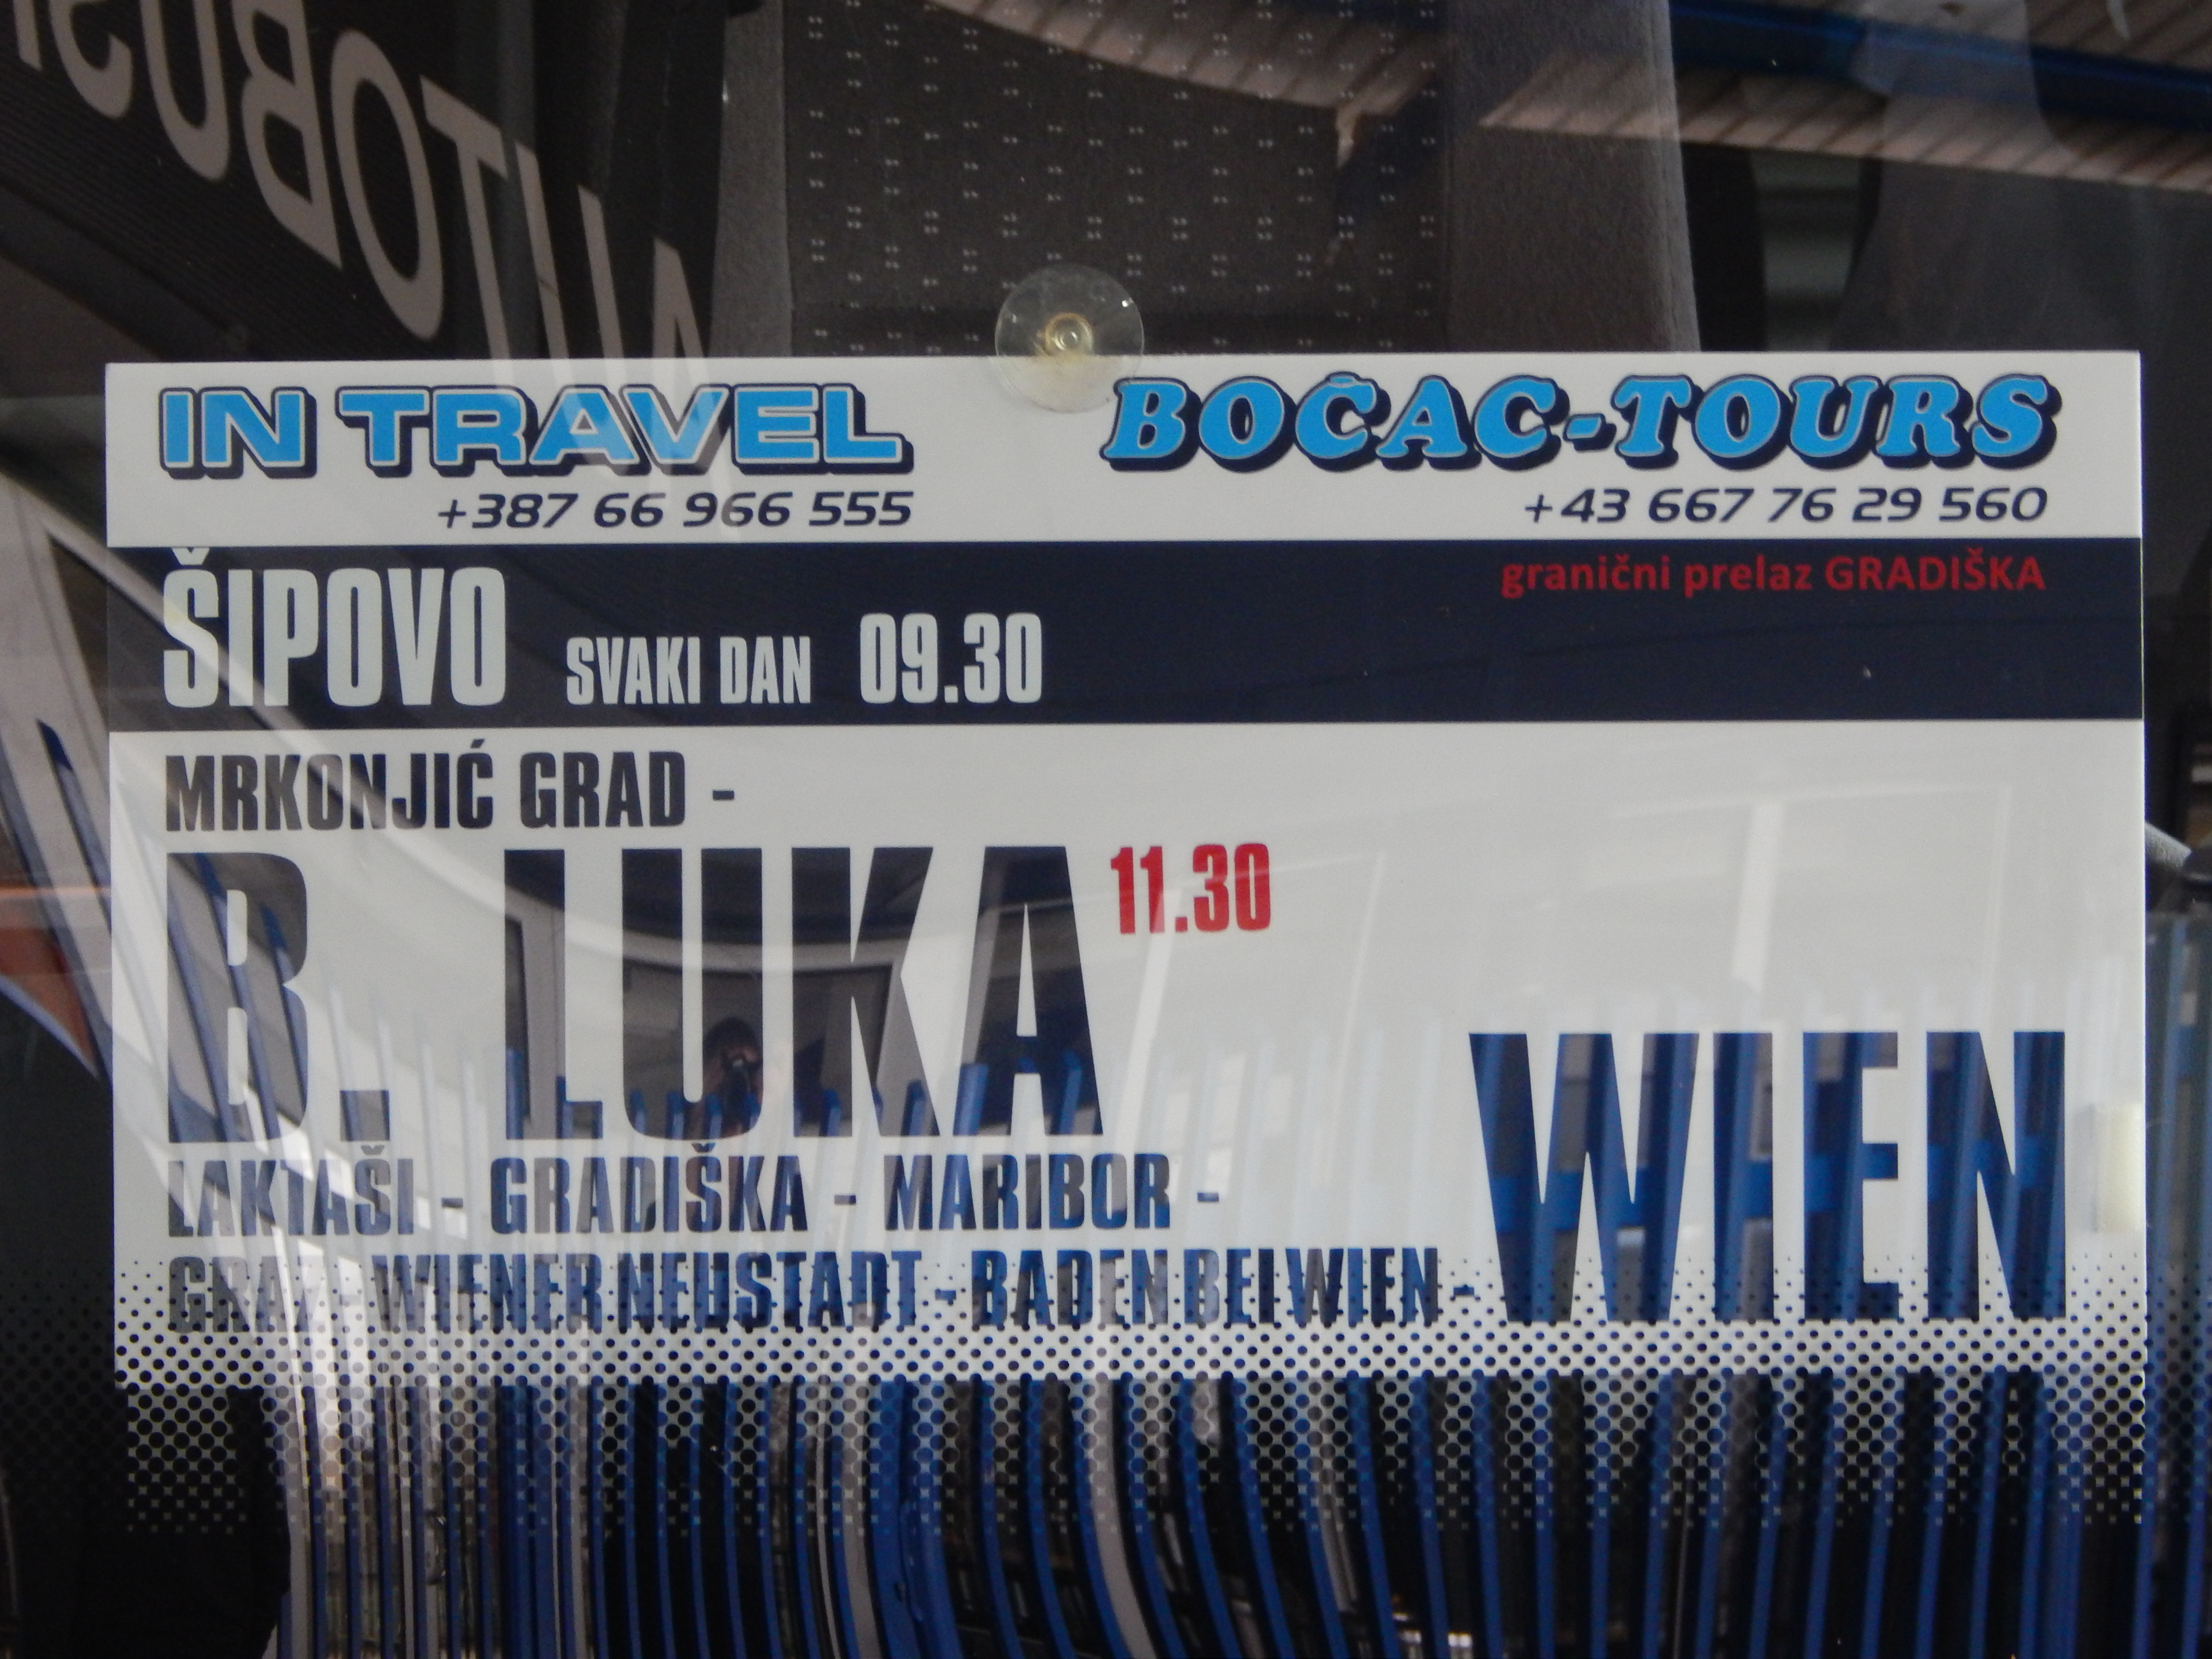 AUTOBUSI
IN TRAVEL
+387 66 966 555
BOČAC-TOURS
+43 667 76 29 560
granični prelaz GRADIŠKA
ŠIPOVO SVAKI DAN 09.30
MRKONJIĆ GRAD -
B. LUKA 11.30
LAKTAŠI - GRADIŠKA - MARIBOR -
GRAZ - WIENER NEUSTADT - BADEN BEI WIEN - WIEN